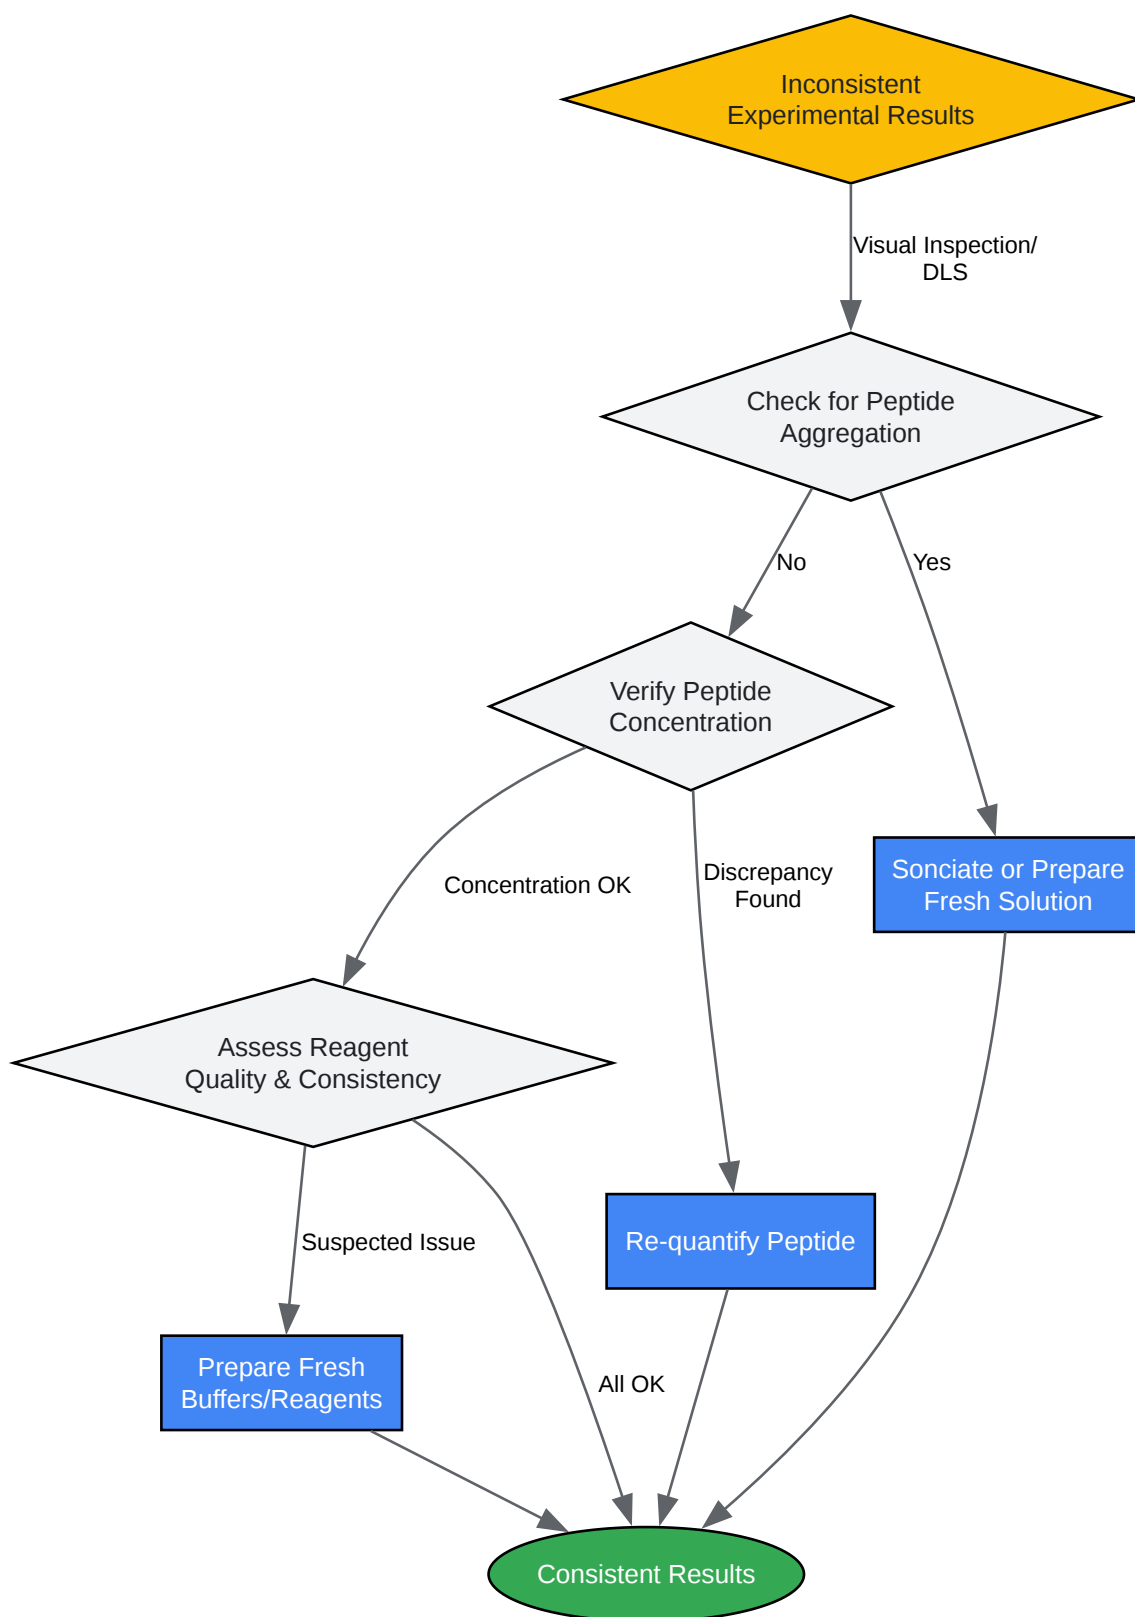 Inconsistent
Experimental Results
Visual Inspection/
DLS
Check for Peptide
Aggregation
No
Yes
Verify Peptide
Concentration
Concentration OK
Discrepancy
Found
Sonciate or Prepare
Fresh Solution
Assess Reagent
Quality & Consistency
Suspected Issue
Re-quantify Peptide
Prepare Fresh
Buffers/Reagents
All OK
Consistent Results